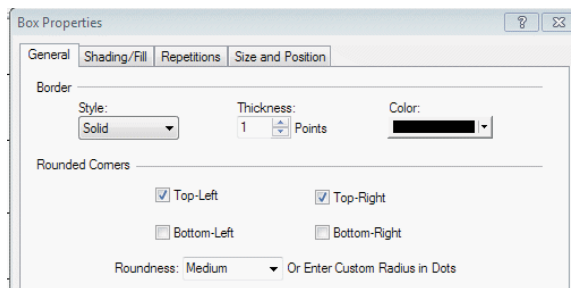 Box Properties
General Shading/Fill Repetitions Size and Position
Border
Style: Thickness: Color:
Solid 1 Points
Rounded Corners
Top-Left Top-Right
Bottom-Left Bottom-Right
Roundness: Medium Or Enter Custom Radius in Dots